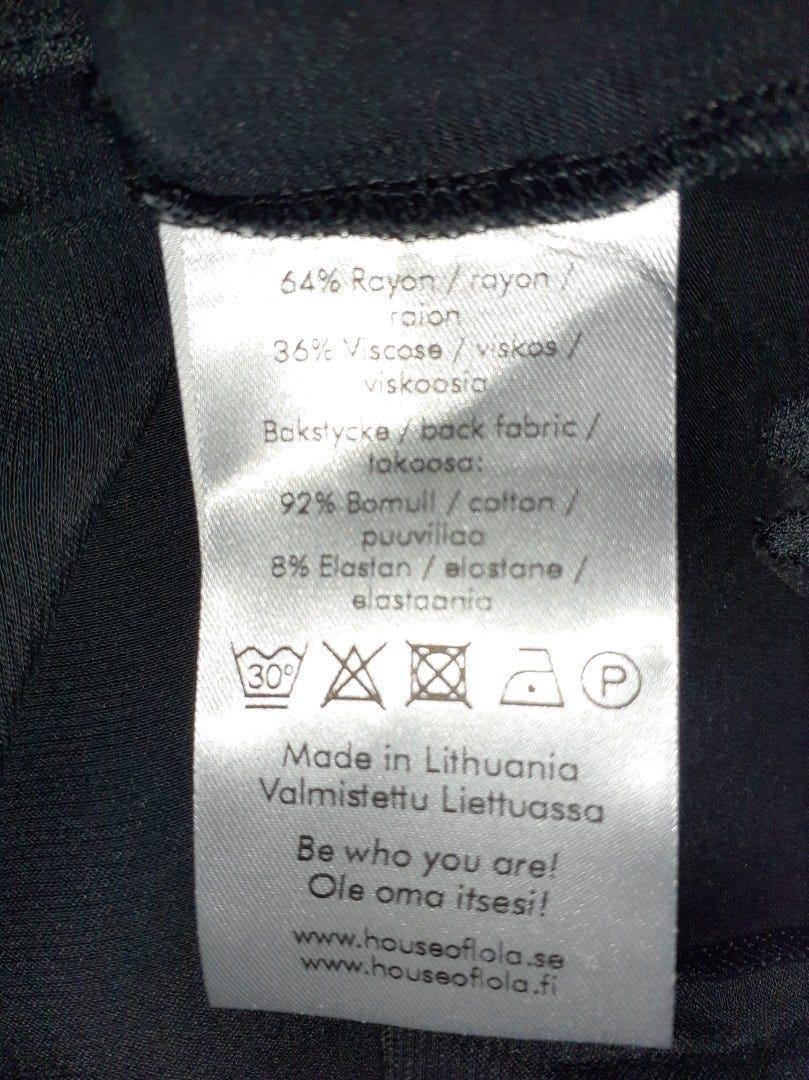 64% Rayon / rayon /
raion
36% Viscose / viskos /
viskoosia
Bakstycke / back fabric /
takaosa:
92% Bomull / cotton /
puuvillaa
8% Elastan / elastane /
elastaania
30°
P
Made in Lithuania
Valmistettu Liettuassa
Be who you are!
Ole oma itsesi!
www.houseoflola.se
www.houseoflola.fi